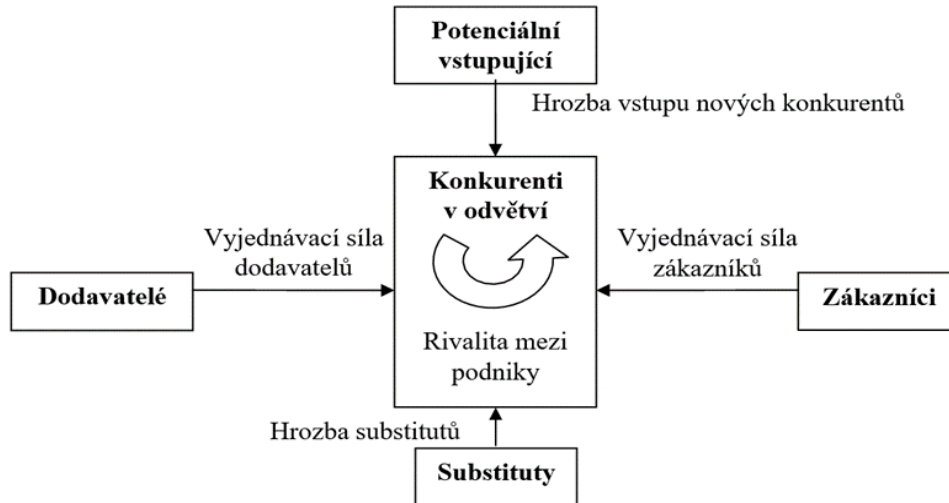 Potenciální
vstupující
Hrozba vstupu nových konkurentů
Konkurenti
v odvětví
Vyjednávací síla
dodavatelů
Vyjednávací síla
zákazníků
Dodavatelé
Zákazníci
Rivalita mezi
podniky
Hrozba substitutů
Substituty